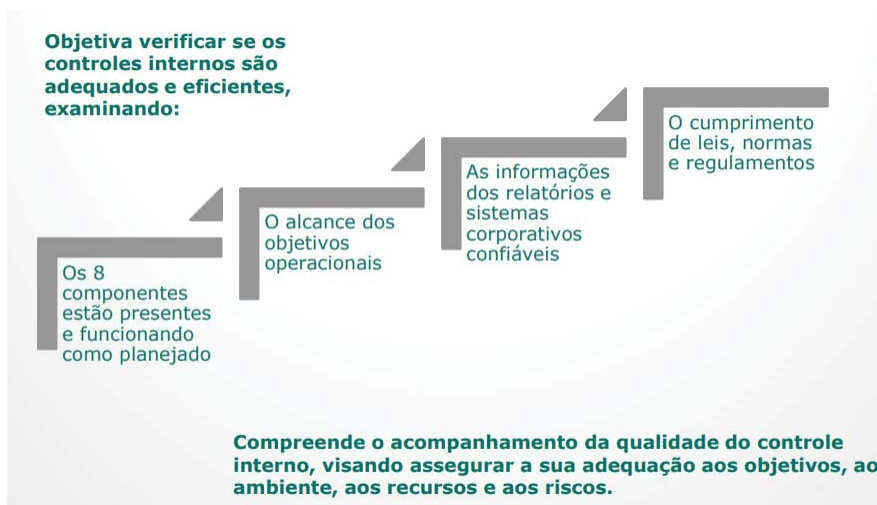 Objetiva verificar se os
controles internos são
adequados e eficientes,
examinando:
Os 8
componentes
estão presentes
e funcionando
como planejado
O alcance dos
objetivos
operacionais
As informações
dos relatórios e
sistemas
corporativos
confiáveis
O cumprimento
de leis, normas
e regulamentos
Compreende o acompanhamento da qualidade do controle
interno, visando assegurar a sua adequação aos objetivos, ao
ambiente, aos recursos e aos riscos.